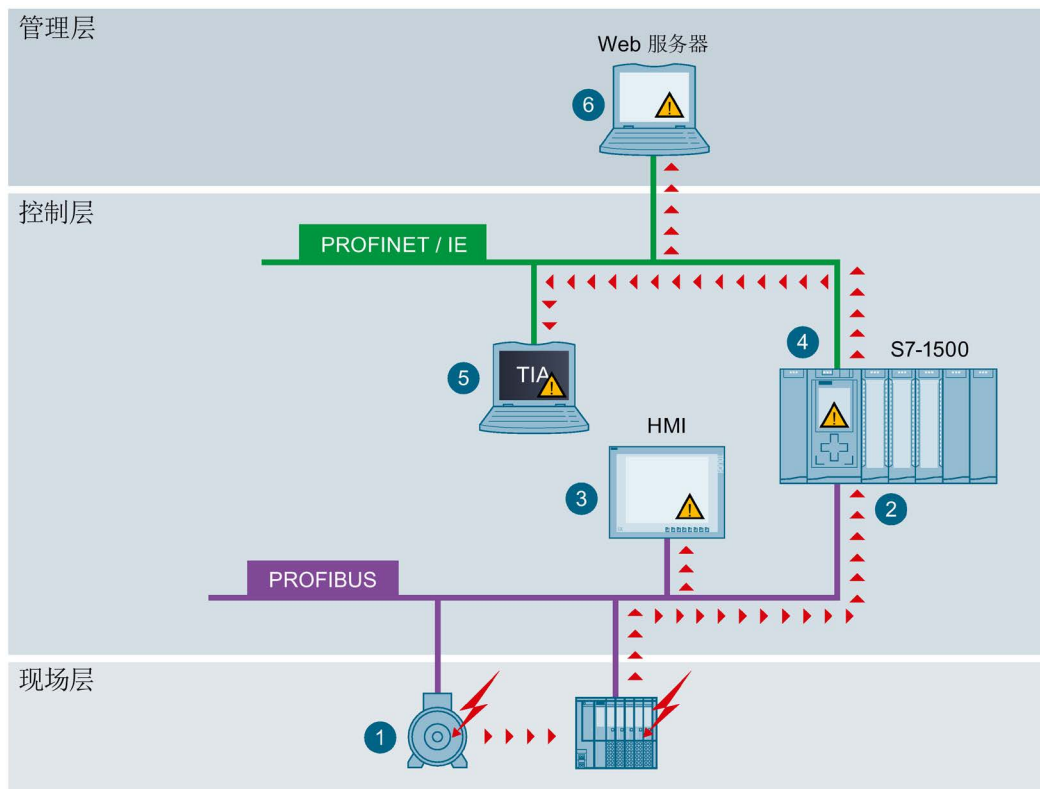 管理层
Web 服务器
6
控制层
PROFINET / IE
4
S7-1500
5
TIA
HMI
3
2
PROFIBUS
现场层
1